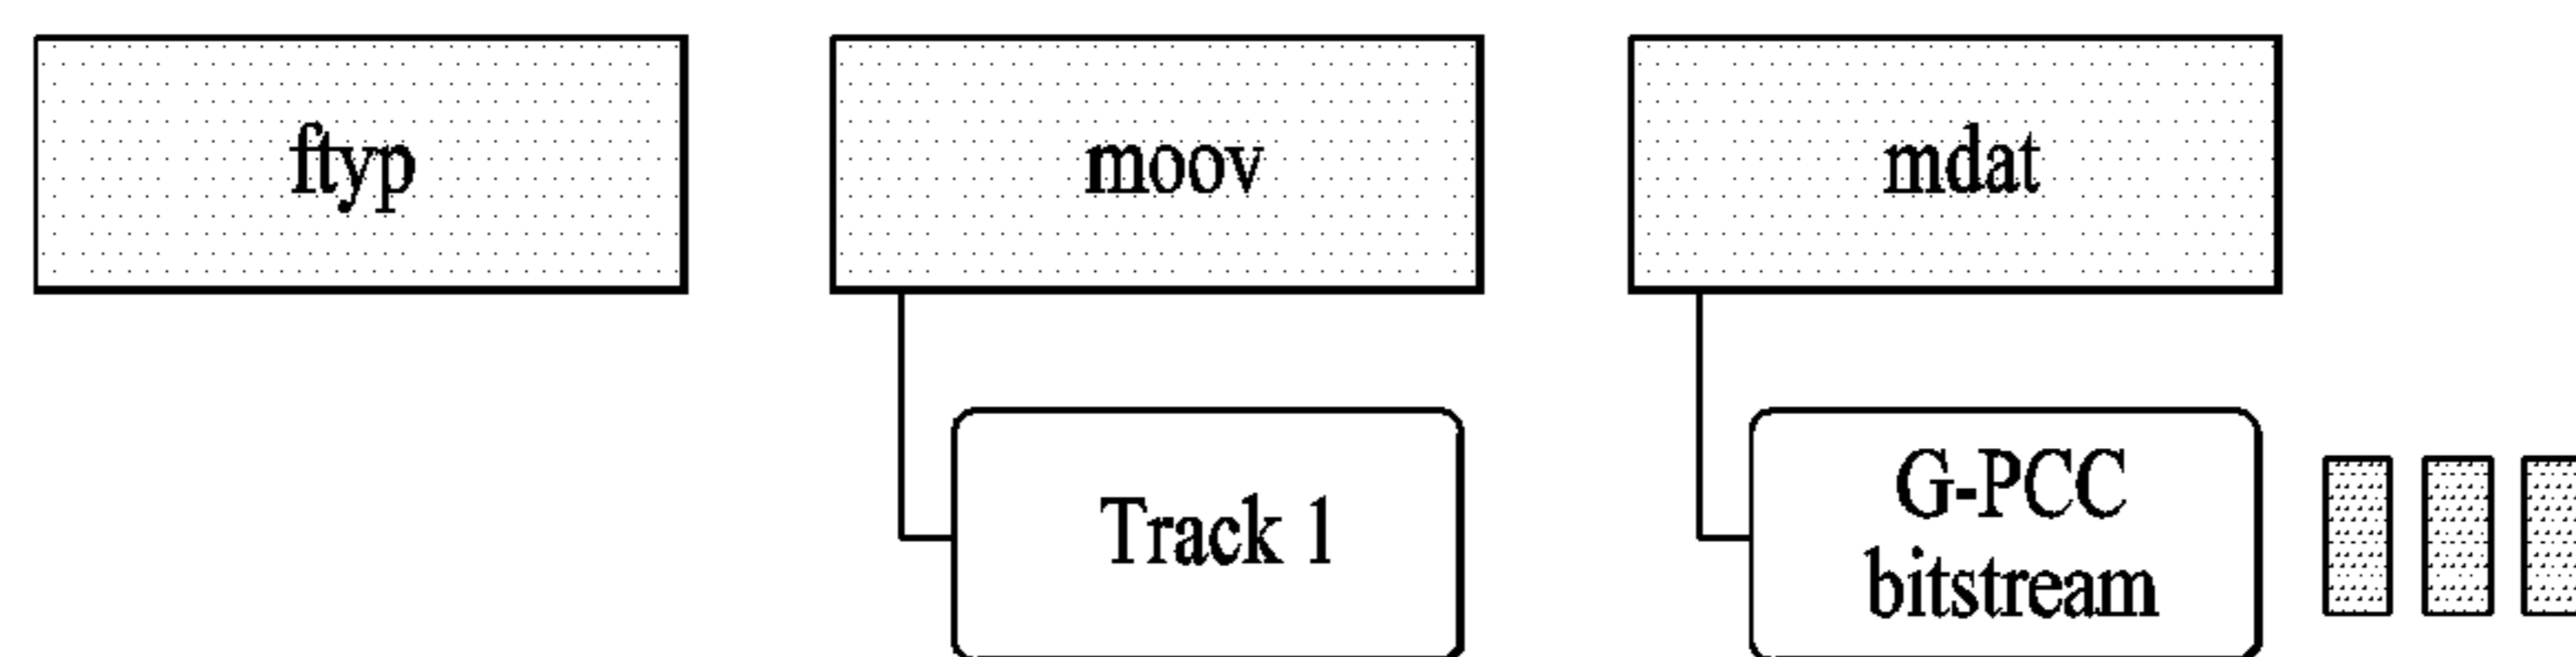 ftyp
moov
mdat
Track 1
G-PCC
bitstream